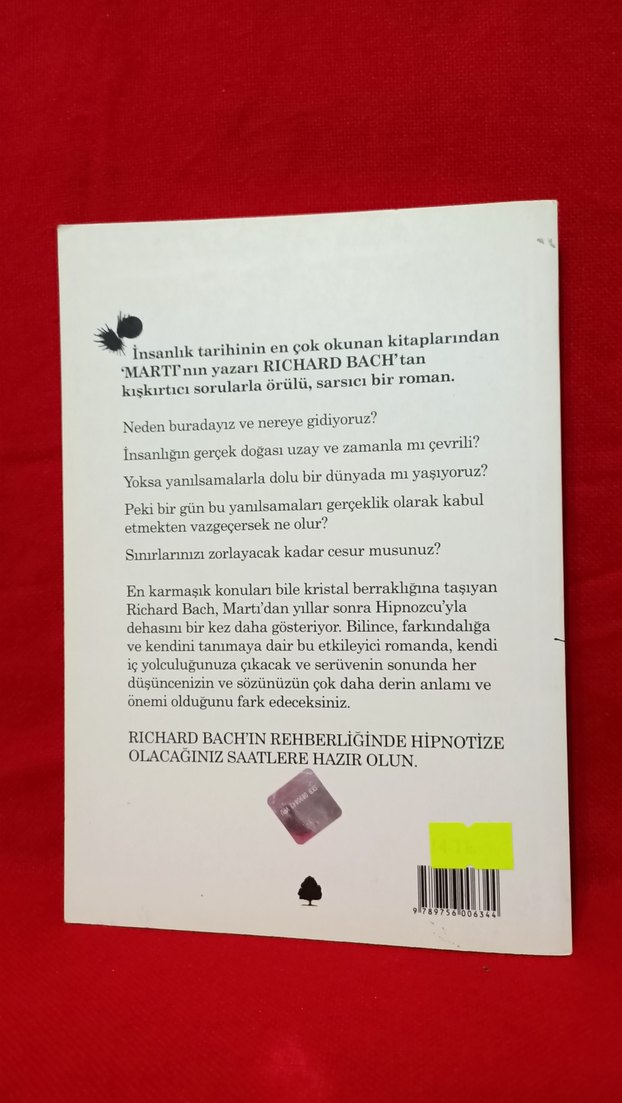 İnsanlık tarihinin en çok okunan kitaplarından
‘MARTI’nın yazarı RICHARD BACH’tan
kışkırtıcı sorularla örülü, sarsıcı bir roman.
Neden buradayız ve nereye gidiyoruz?
İnsanlığın gerçek doğası uzay ve zamanla mı çevrili?
Yoksa yanılsamalarla dolu bir dünyada mı yaşıyoruz?
Peki bir gün bu yanılsamaları gerçeklik olarak kabul
etmekten vazgeçersek ne olur?
Sınırlarınızı zorlayacak kadar cesur musunuz?
En karmaşık konuları bile kristal berraklığına taşıyan
Richard Bach, Martı’dan yıllar sonra Hipnozcu’yla
dehasını bir kez daha gösteriyor. Bilince, farkındalığa
ve kendini tanımaya dair bu etkileyici romanda, kendi
iç yolculuğunuza çıkacak ve serüvenin sonunda her
düşüncenizin ve sözünüzün çok daha derin anlamı ve
önemi olduğunu fark edeceksiniz.
RICHARD BACH’IN REHBERLİĞİNDE HİPNOTİZE
OLACAĞINIZ SAATLERE HAZIR OLUN.
9 789756 006344